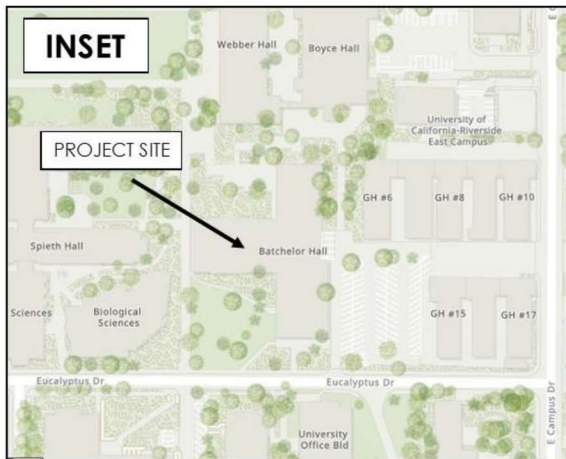 INSET
E C
Webber Hall
Boyce Hall
University of
California-Riverside
East Campus
PROJECT SITE
GH #6
GH #8
GH #10
Spieth Hall
Batchelor Hall
Sciences
Biological
Sciences
GH #15
GH #17
Eucalyptus Dr
Eucalyptus Dr
E Campus Dr
University
Office Bld